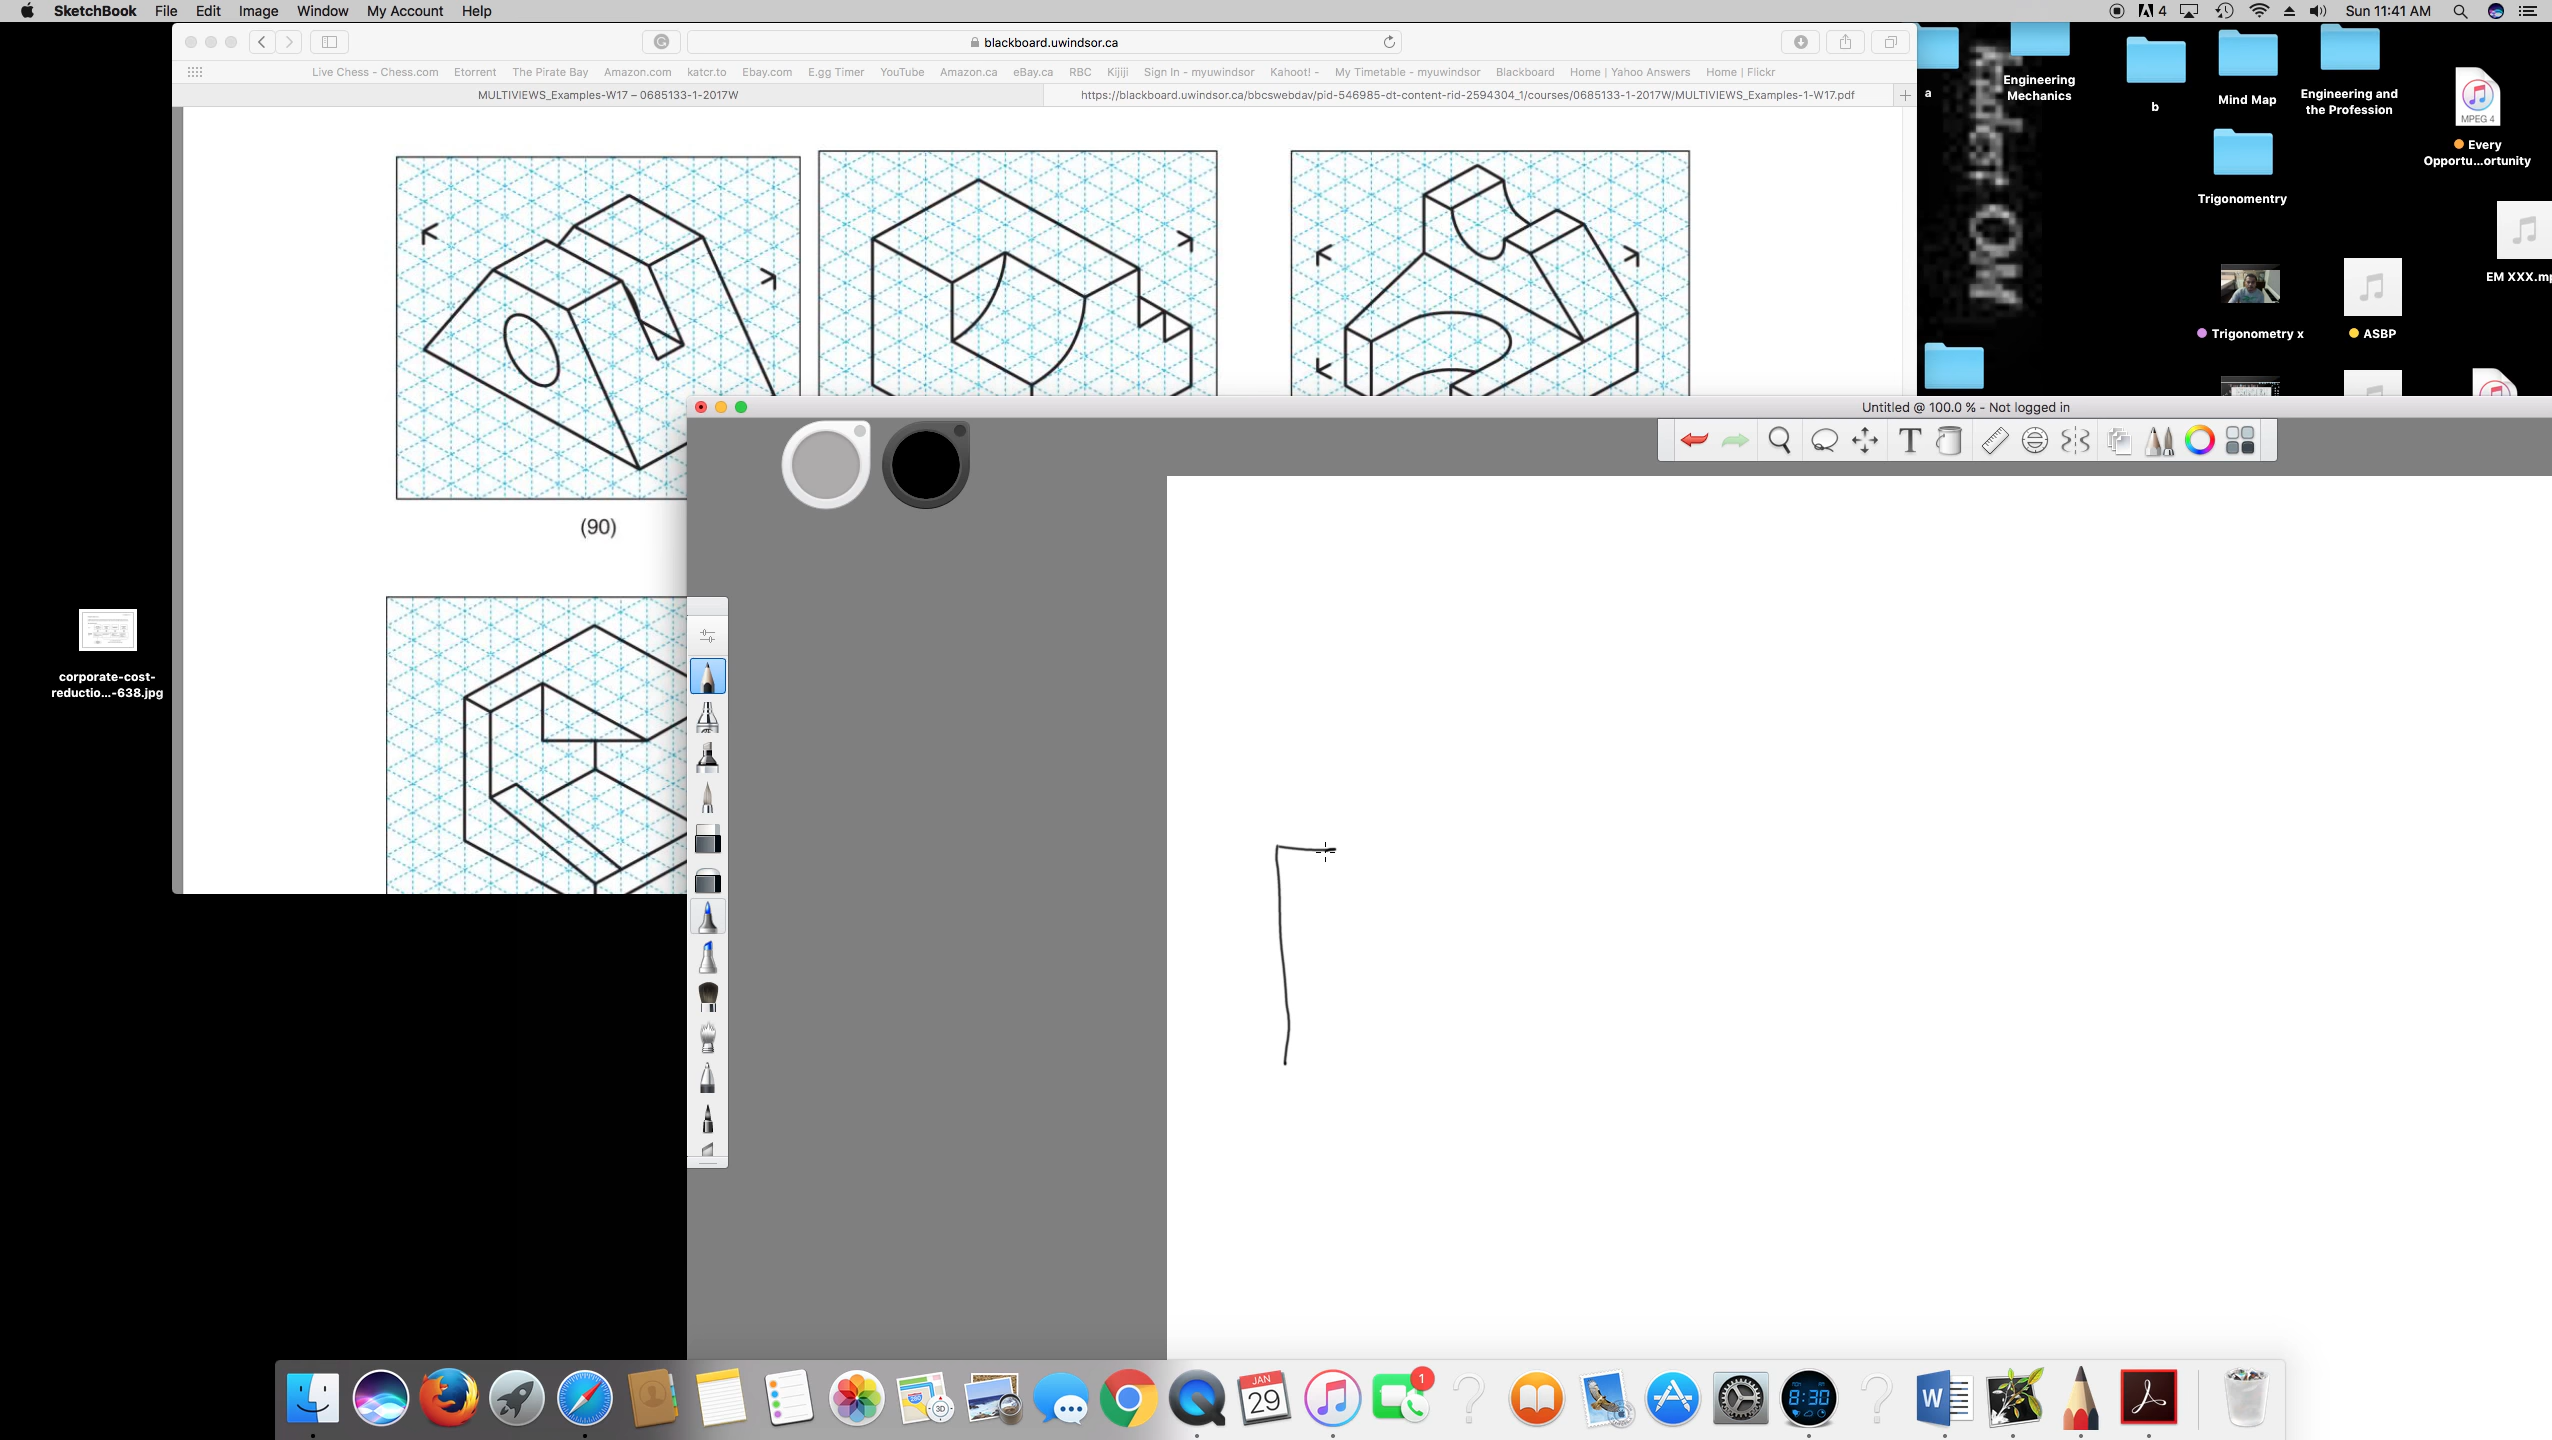 SketchBook File Edit Image Window My Account Help
4 Sun 11:41 AM
blackboard.uwindsor.ca
Live Chess - Chess.com Etorrent The Pirate Bay Amazon.com katcr.to Ebay.com E.gg Timer YouTube Amazon.ca eBay.ca RBC Kijiji Sign In - myuwindsor Kahoot! - My Timetable - myuwindsor Blackboard Home | Yahoo Answers Home | Flickr
MULTIVIEWS_Examples-W17 – 0685133-1-2017W
https://blackboard.uwindsor.ca/bbcswebdav/pid-546985-dt-content-rid-2594304_1/courses/0685133-1-2017W/MULTIVIEWS_Examples-1-W17.pdf
(90)
a
Engineering
Mechanics
b
Mind Map
Engineering and
the Profession
MPEG 4
Every
Opportu...ortunity
Trigonomentry
EM XXX.mp
Trigonometry x
ASBP
corporate-cost-
reductio...-638.jpg
Untitled @ 100.0 % - Not logged in
T
JAN
29
1
8:30
W